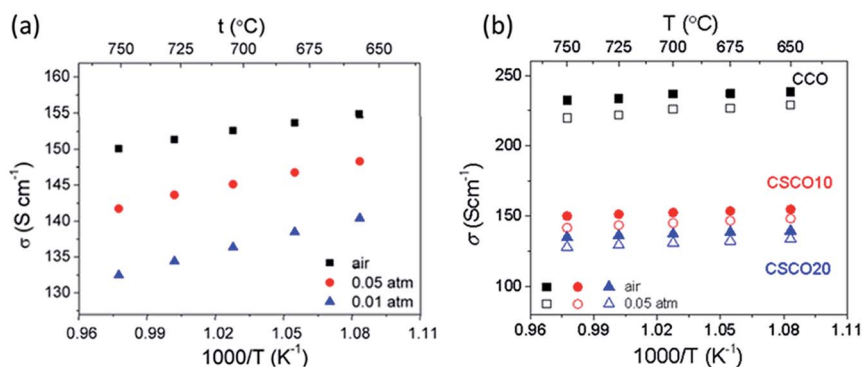 (a)
t (°C)
750 725 700 675 650
160
155
150
145
140
135
130
σ (S cm⁻¹)
air
0.05 atm
0.01 atm
0.96 0.99 1.02 1.05 1.08 1.11
1000/T (K⁻¹)
(b)
T (°C)
750 725 700 675 650
250
200
150
100
σ (Scm⁻¹)
CCO
CSCO10
CSCO20
air
0.05 atm
0.96 0.99 1.02 1.05 1.08 1.11
1000/T (K⁻¹)